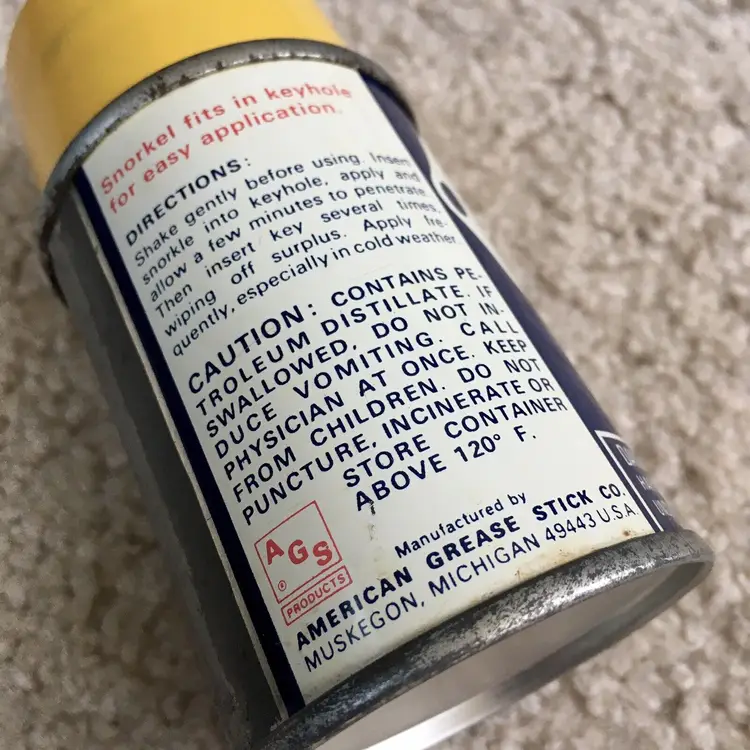 Snorkel fits in keyhole
for easy application.
DIRECTIONS:
Shake gently before using. Insert
snorkle into keyhole, apply and
allow a few minutes to penetrate.
Then insert key several times,
wiping off surplus. Apply fre-
quently, especially in cold weather.
CAUTION: CONTAINS PE-
TROLEUM DISTILLATE. IF
SWALLOWED, DO NOT IN-
DUCE VOMITING. CALL
PHYSICIAN AT ONCE. KEEP
FROM CHILDREN. DO NOT
PUNCTURE, INCINERATE OR
STORE CONTAINER
ABOVE 120° F.
AGS
®
PRODUCTS
Manufactured by
AMERICAN GREASE STICK CO.
MUSKEGON, MICHIGAN 49443 U.S.A.